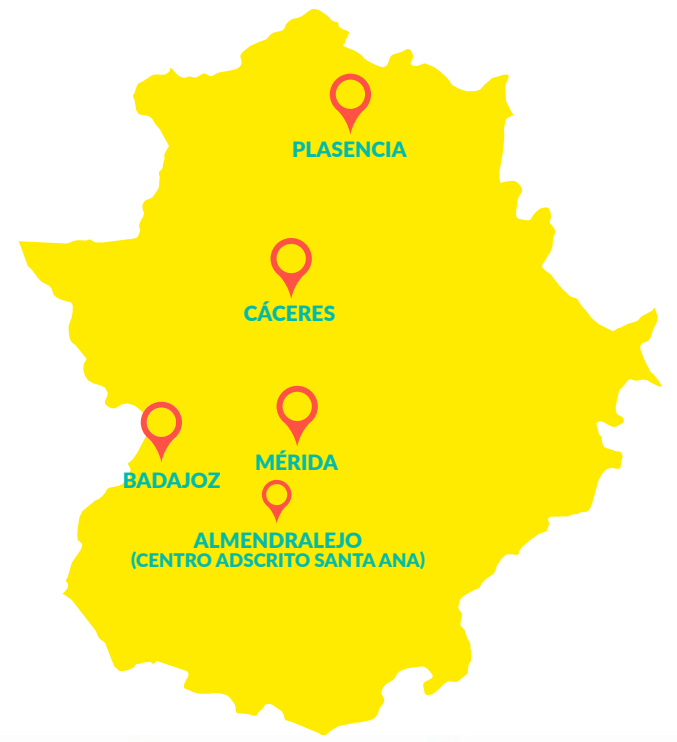 PLASENCIA
CÁCERES
MÉRIDA
BADAJOZ
ALMENDRALEJO
(CENTRO ADSCRITO SANTA ANA)